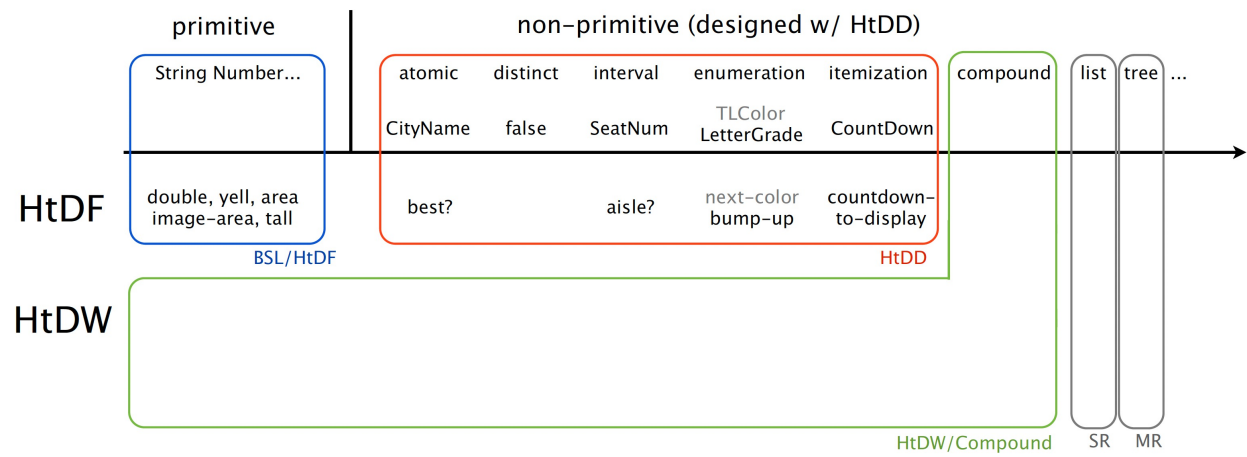 primitive
non-primitive (designed w/ HtDD)
String Number...
atomic
distinct
interval
enumeration
itemization
compound
list
tree
...
CityName
false
SeatNum
TLColor
LetterGrade
CountDown
HtDF
double, yell, area
image-area, tall
best?
aisle?
next-color
bump-up
countdown-
to-display
BSL/HtDF
HtDD
HtDW
HtDW/Compound
SR
MR